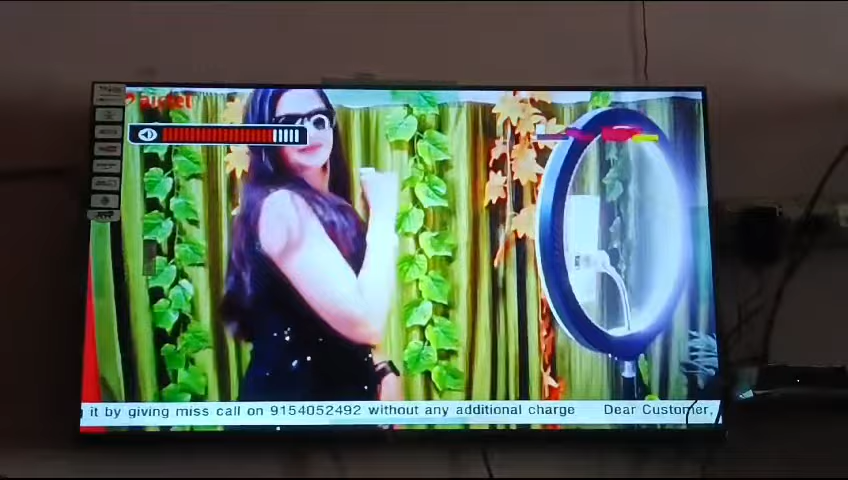 airtel
it by giving miss call on 9154052492 without any additional charge Dear Customer,